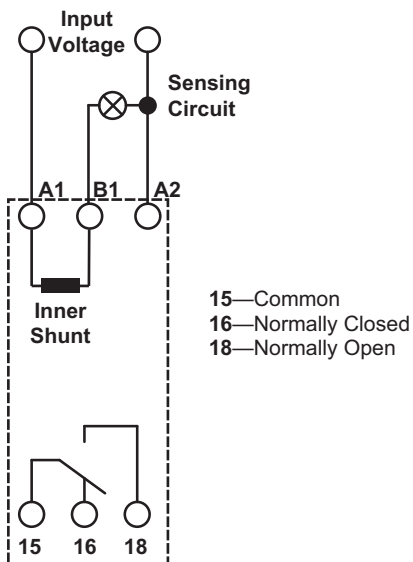 Input
Voltage
Sensing
Circuit
A1 B1 A2
Inner
Shunt
15—Common
16—Normally Closed
18—Normally Open
15 16 18